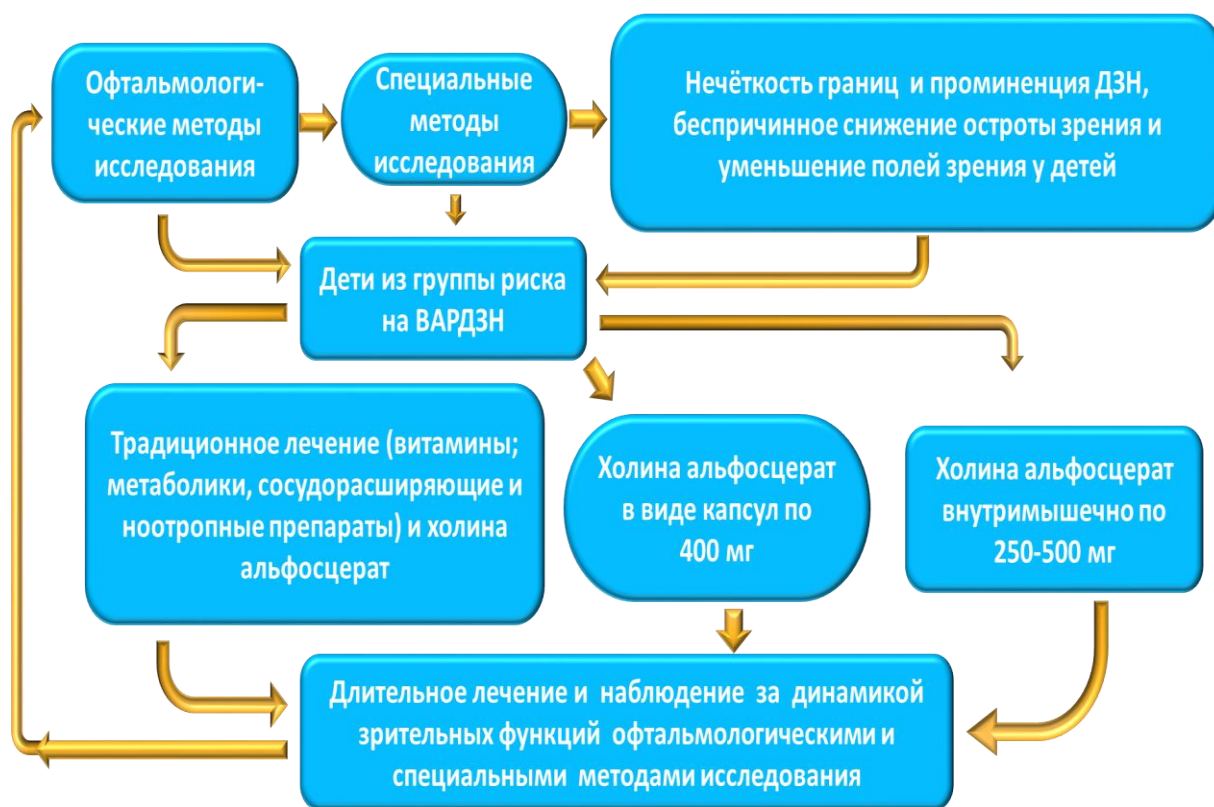 Офтальмологи-
ческие методы
исследования
Специальные
методы
исследования
Нечёткость границ и проминенция ДЗН,
беспричинное снижение остроты зрения и
уменьшение полей зрения у детей
Дети из группы риска
на ВАРДЗН
Традиционное лечение (витамины;
метаболики, сосудорасширяющие и
ноотропные препараты) и холина
альфосцерат
Холина альфосцерат
в виде капсул по
400 мг
Холина альфосцерат
внутримышечно по
250-500 мг
Длительное лечение и наблюдение за динамикой
зрительных функций офтальмологическими и
специальными методами исследования